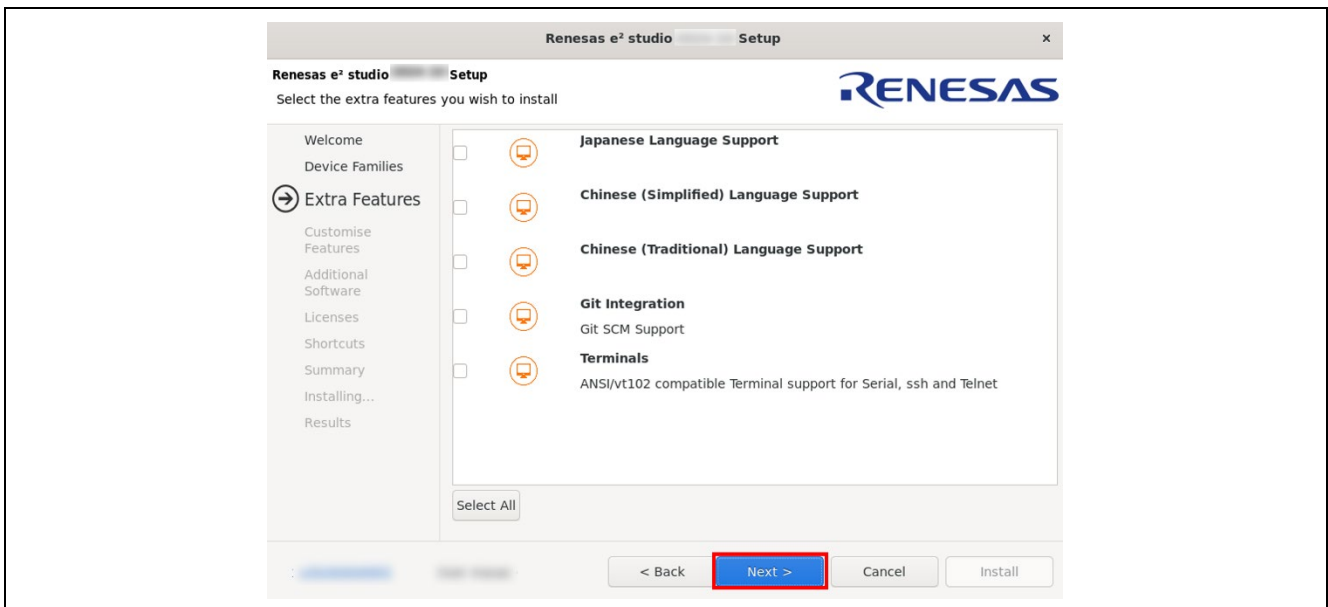 Renesas e² studio Setup
×
Renesas e² studio Setup
Select the extra features you wish to install
RENESAS
Welcome
Device Families
Extra Features
Customise
Features
Additional
Software
Licenses
Shortcuts
Summary
Installing...
Results
Japanese Language Support
Chinese (Simplified) Language Support
Chinese (Traditional) Language Support
Git Integration
Git SCM Support
Terminals
ANSI/vt102 compatible Terminal support for Serial, ssh and Telnet
Select All
< Back
Next >
Cancel
Install